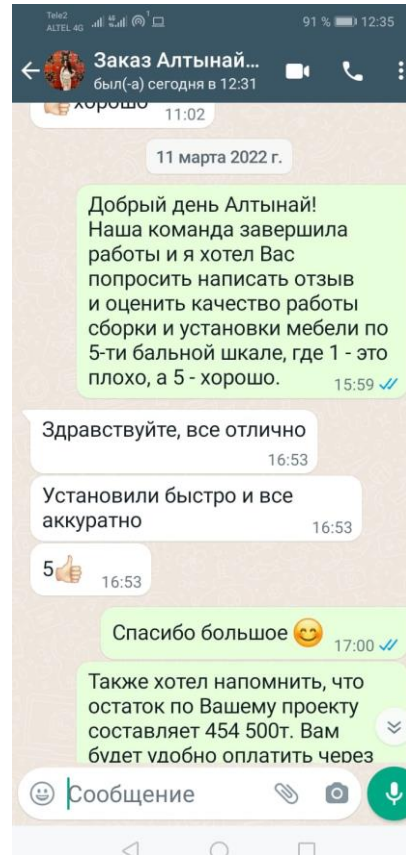 Tele2
ALTEL 4G
91 % 12:35
Заказ Алтынай...
был(-а) сегодня в 12:31
хорошо
11:02
11 марта 2022 г.
Добрый день Алтынай!
Наша команда завершила
работы и я хотел Вас
попросить написать отзыв
и оценить качество работы
сборки и установки мебели по
5-ти бальной шкале, где 1 - это
плохо, а 5 - хорошо.
15:59
Здравствуйте, все отлично
16:53
Установили быстро и все
аккуратно
16:53
5👍🏻
16:53
Спасибо большое 😊
17:00
Также хотел напомнить, что
остаток по Вашему проекту
составляет 454 500т. Вам
будет удобно оплатить через
Сообщение